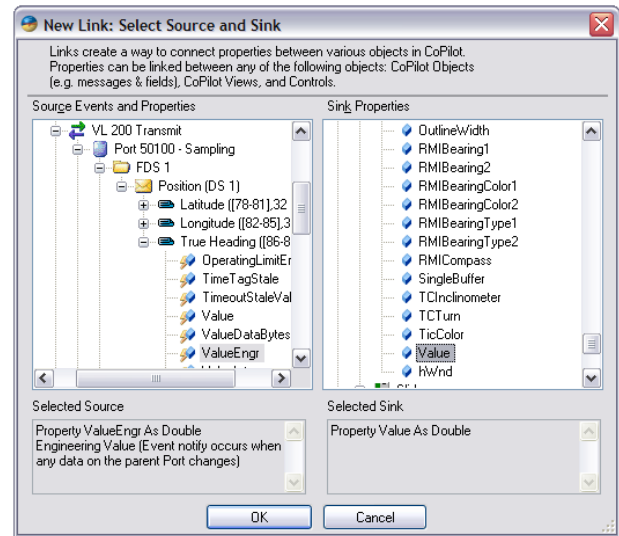 New Link: Select Source and Sink
Links create a way to connect properties between various objects in CoPilot.
Properties can be linked between any of the following objects: CoPilot Objects
(e.g. messages & fields), CoPilot Views, and Controls.
Source Events and Properties
VL 200 Transmit
Port 50100 - Sampling
FDS 1
Position (DS 1)
Latitude ([78-81],32
Longitude ([82-85],3
True Heading ([86-8
OperatingLimitEr
TimeTagStale
TimeoutStaleVal
Value
ValueDataBytes
ValueEngr
Sink Properties
OutlineWidth
RMIBearing1
RMIBearing2
RMIBearingColor1
RMIBearingColor2
RMIBearingType1
RMIBearingType2
RMICompass
SingleBuffer
TCInclinometer
TCTurn
TicColor
Value
hWnd
Selected Source
Property ValueEngr As Double
Engineering Value (Event notify occurs when
any data on the parent Port changes)
Selected Sink
Property Value As Double
OK
Cancel